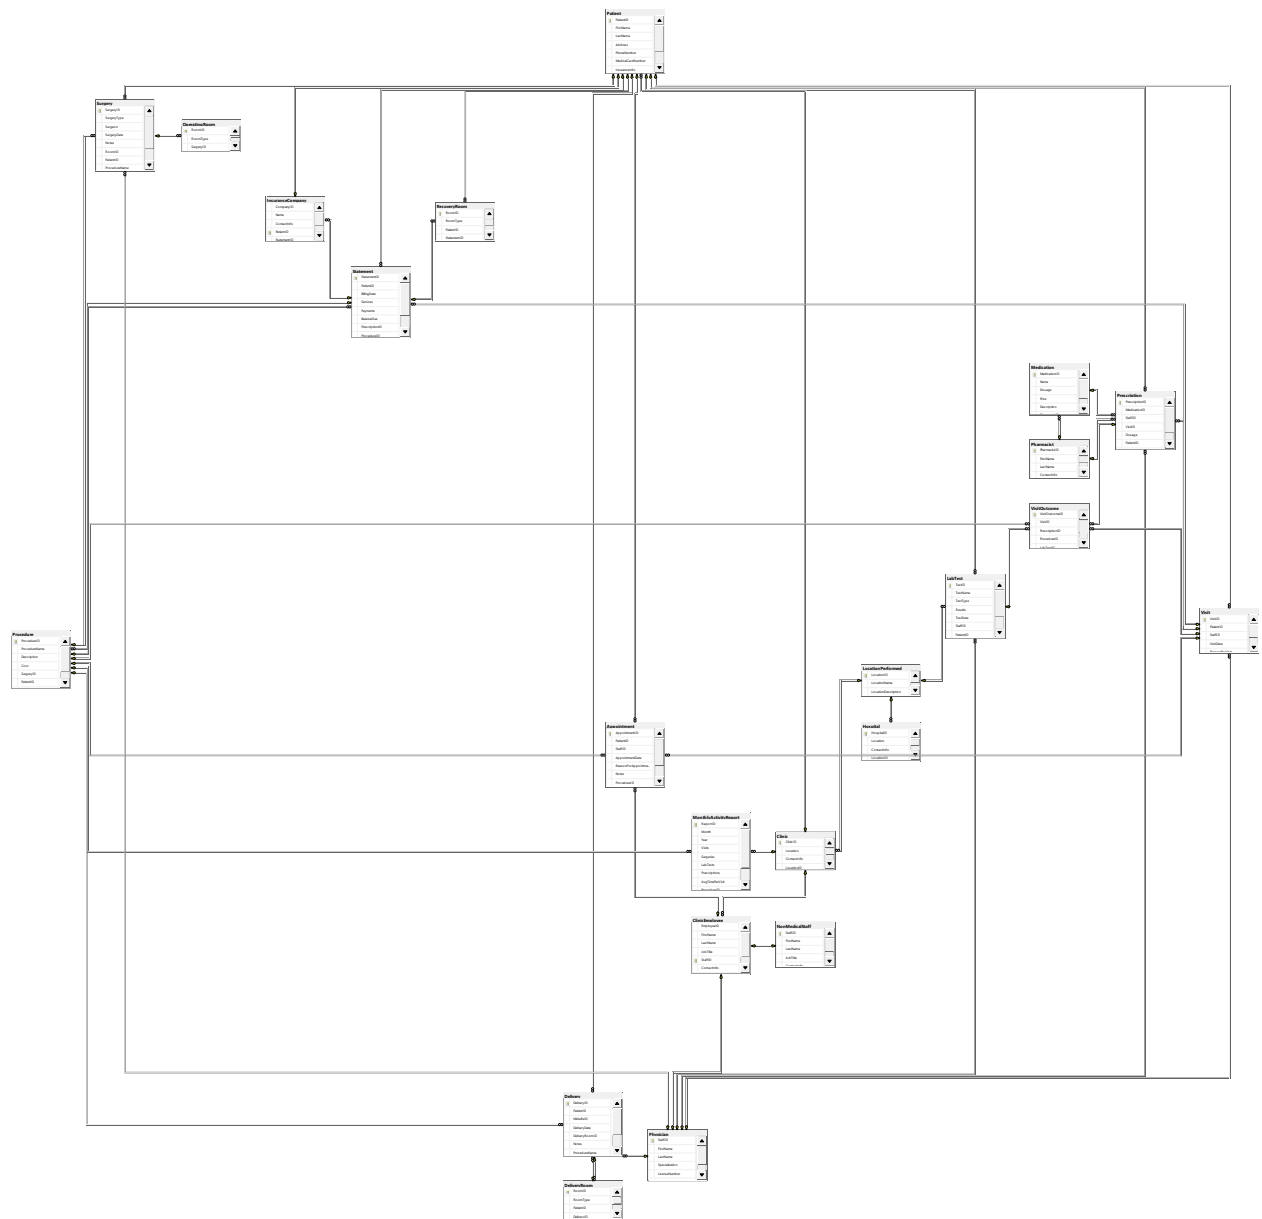 Patient
PatientID
FirstName
LastName
Address
PhoneNumber
MedicalCardNumber
InsuranceInfo
Surgery
SurgeryID
SurgeryType
Surgeon
SurgeryDate
Notes
RoomID
PatientID
ProcedureName
OperatingRoom
RoomID
RoomType
SurgeryID
InsuranceCompany
CompanyID
Name
ContactInfo
PatientID
StatementID
RecoveryRoom
RoomID
RoomType
PatientID
StatementID
Statement
StatementID
PatientID
BillingDate
Services
Payments
BalanceDue
PrescriptionID
ProcedureID
Medication
MedicationID
Name
Dosage
Price
Description
Prescription
PrescriptionID
MedicationID
StaffID
VisitID
Dosage
PatientID
Pharmacist
PharmacistID
FirstName
LastName
ContactInfo
VisitOutcome
VisitOutcomeID
VisitID
PrescriptionID
ProcedureID
LabTestID
LabTest
TestID
TestName
TestType
Results
TestDate
StaffID
PatientID
Visit
VisitID
PatientID
StaffID
VisitDate
Procedure
ProcedureID
ProcedureName
Description
Cost
SurgeryID
PatientID
LocationPerformed
LocationID
LocationName
LocationDescription
Hospital
HospitalID
Location
ContactInfo
LocationID
Appointment
AppointmentID
PatientID
StaffID
AppointmentDate
ReasonForAppointme...
Notes
ProcedureID
MonthlyActivityReport
ReportID
Month
Year
Visits
Surgeries
LabTests
Prescriptions
AvgTimePerVisit
ProcedureID
Clinic
ClinicID
Location
ContactInfo
LocationID
ClinicEmployee
EmployeeID
FirstName
LastName
JobTitle
StaffID
ContactInfo
NonMedicalStaff
StaffID
FirstName
LastName
JobTitle
ContactInfo
Delivery
DeliveryID
PatientID
MidwifeID
DeliveryDate
DeliveryRoomID
Notes
ProcedureName
Physician
StaffID
FirstName
LastName
Specialization
LicenseNumber
DeliveryRoom
RoomID
RoomType
PatientID
DeliveryID